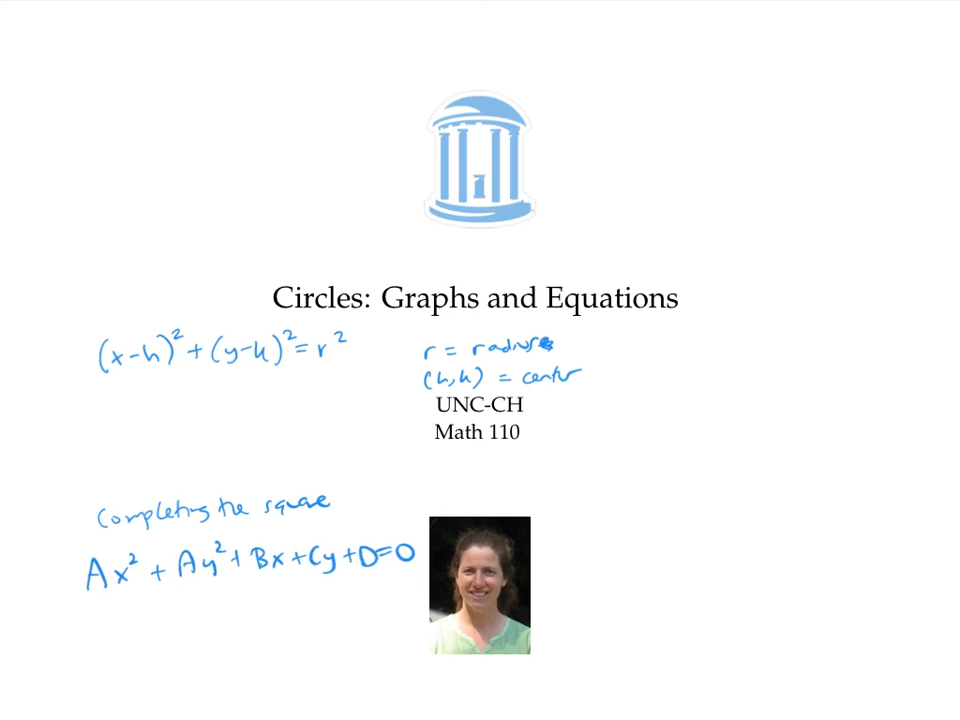 Circles: Graphs and Equations
(x-h)² + (y-k)² = r²
r = radius
(h,k) = center
UNC-CH
Math 110
Completing the square
Ax² + Ay² + Bx + Cy + D = 0